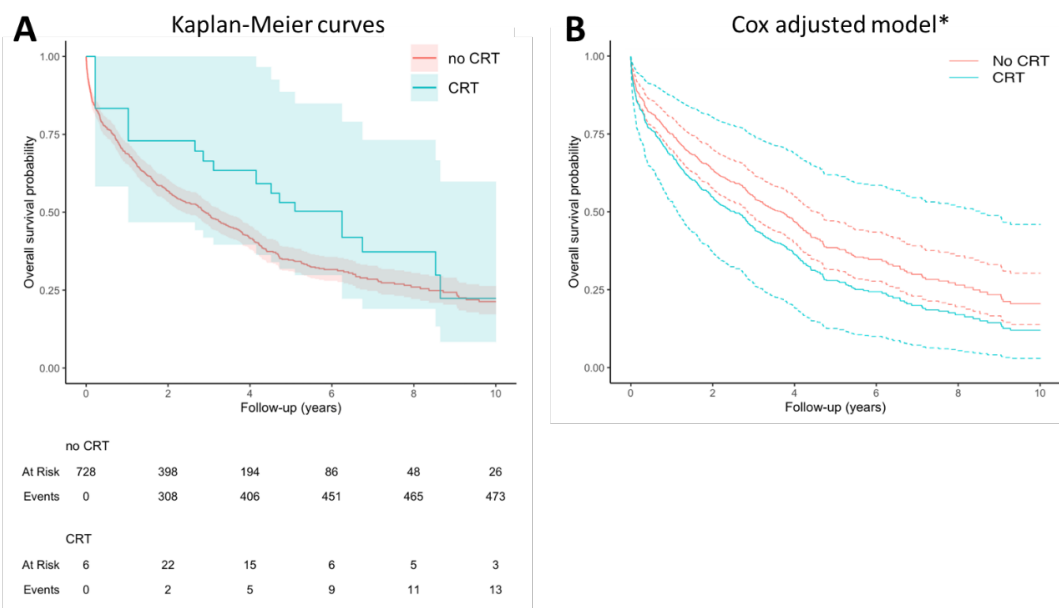 A
Kaplan-Meier curves
no CRT
CRT
1.00
0.75
0.50
0.25
0.00
Overall survival probability
0 2 4 6 8 10
Follow-up (years)
no CRT
At Risk 728 398 194 86 48 26
Events 0 308 406 451 465 473
CRT
At Risk 6 22 15 6 5 3
Events 0 2 5 9 11 13
B
Cox adjusted model*
No CRT
CRT
1.00
0.75
0.50
0.25
0.00
Overall survival probability
0 2 4 6 8 10
Follow-up (years)